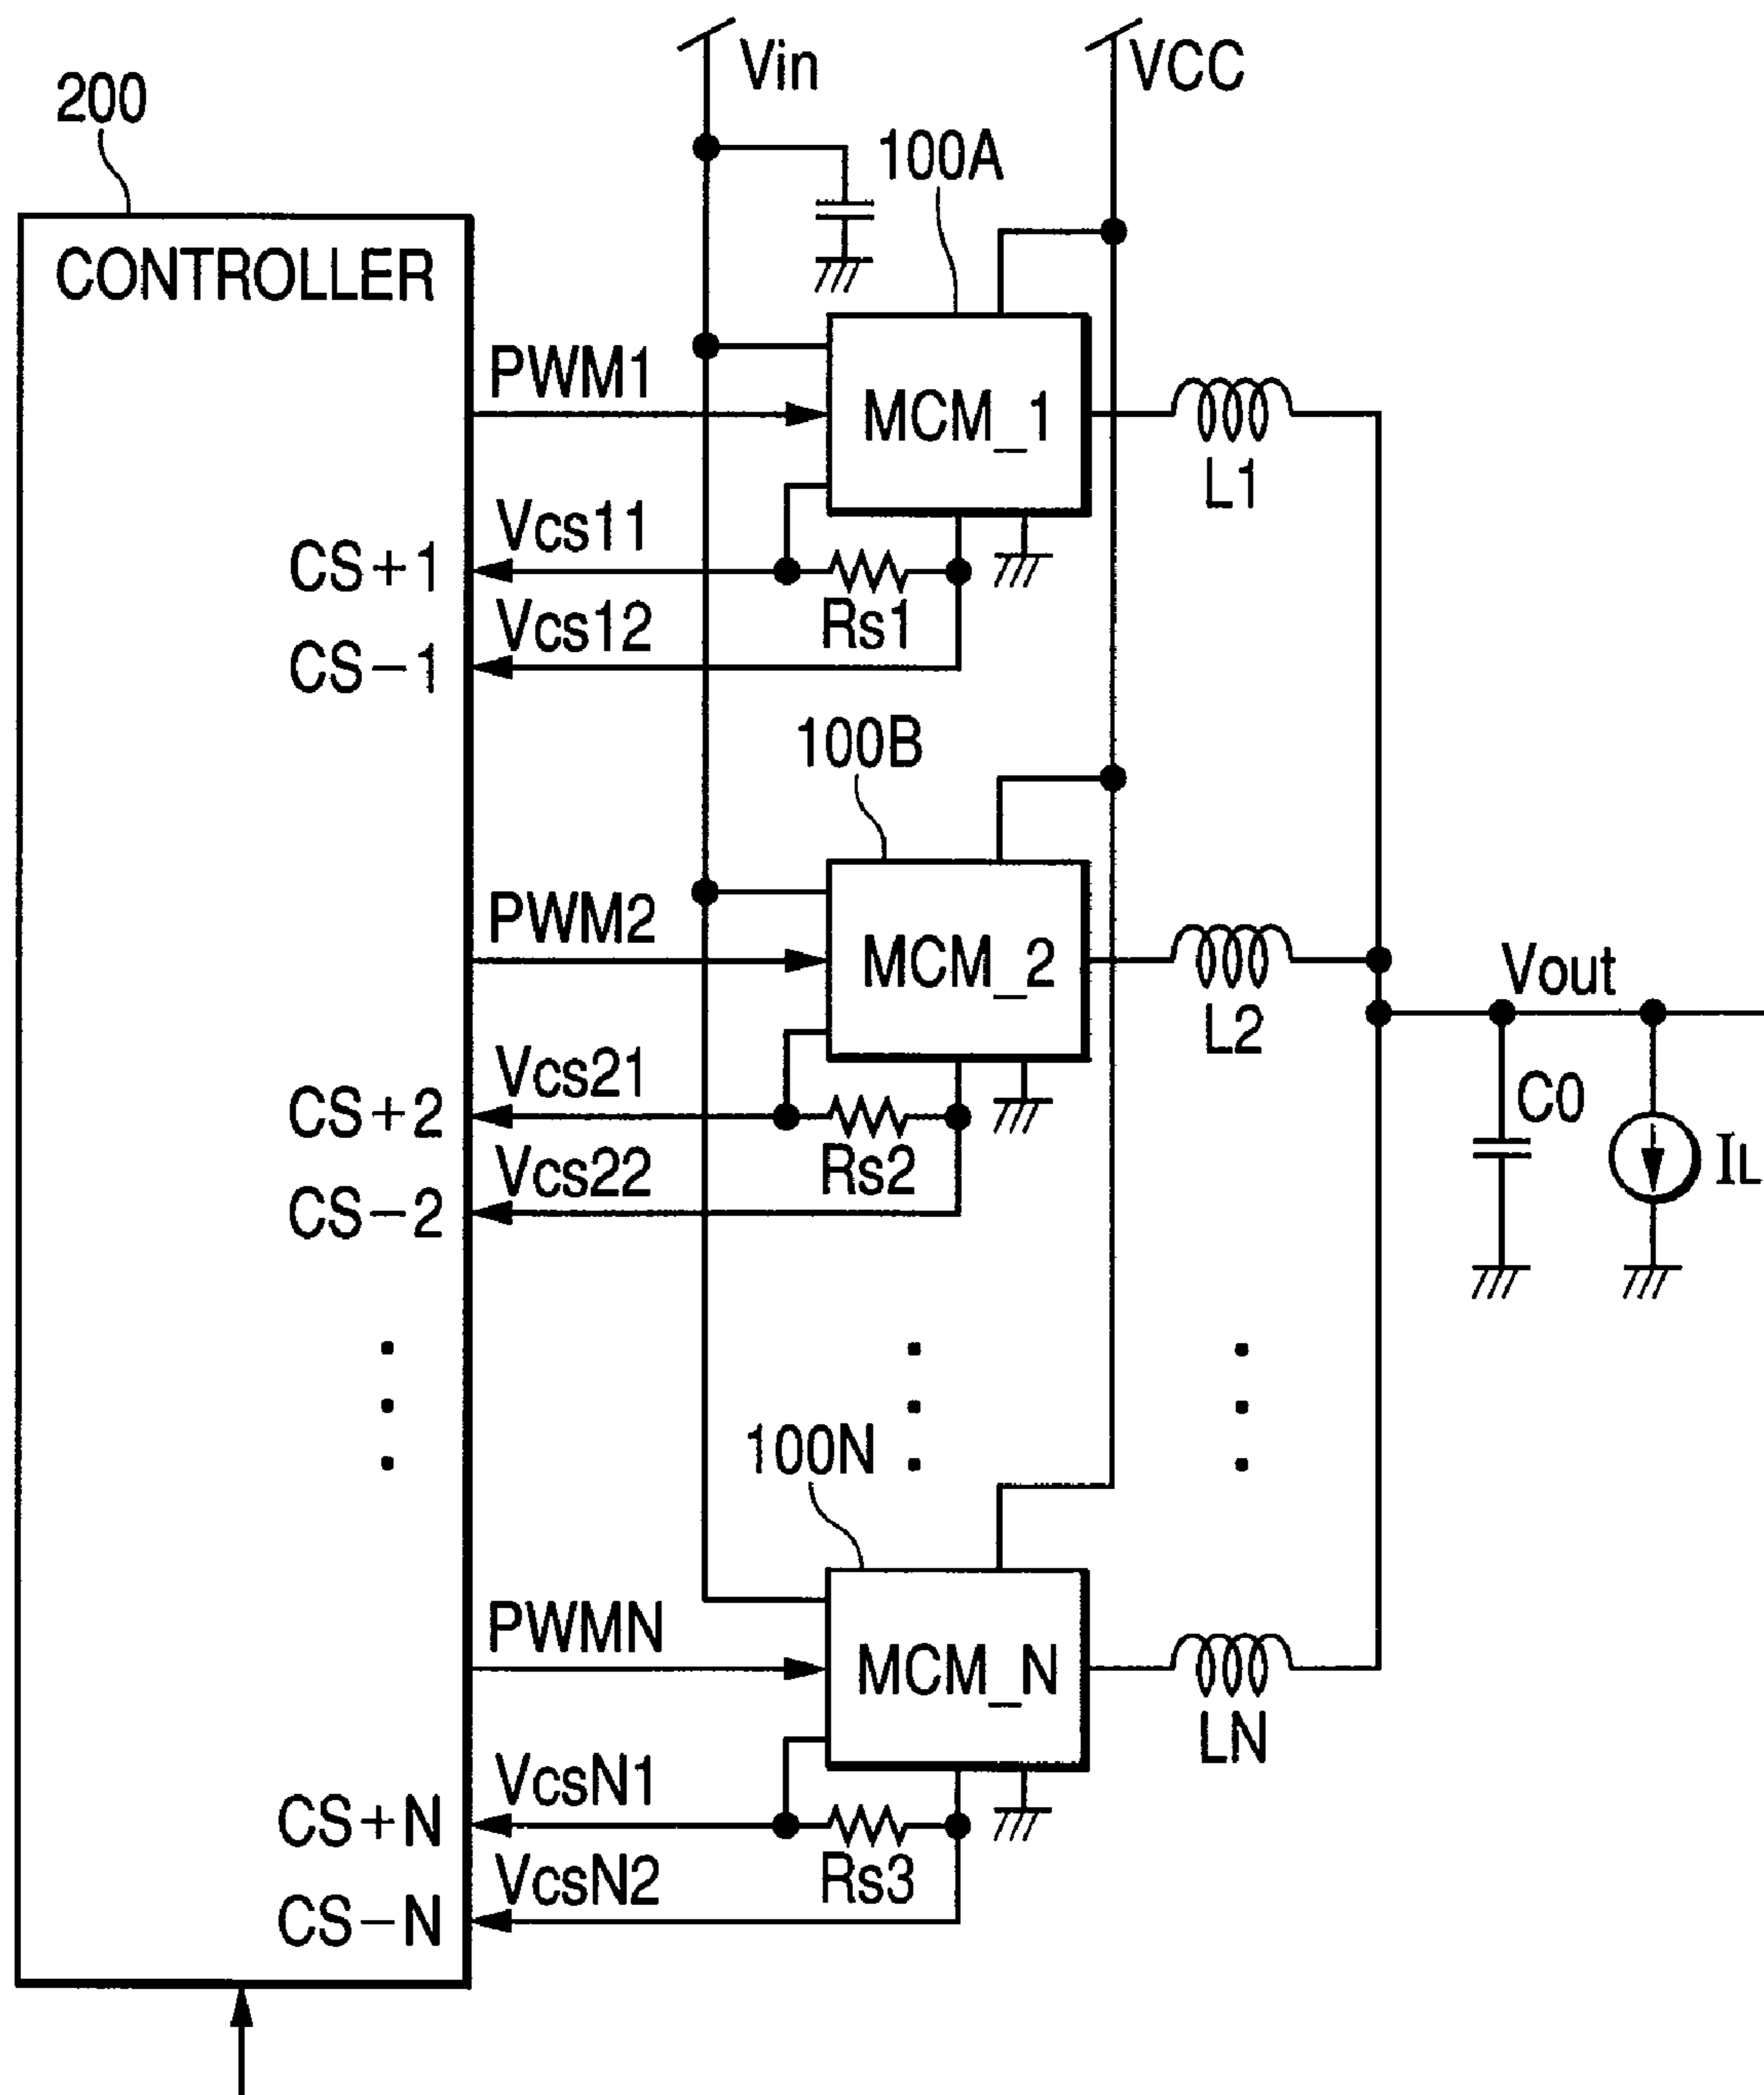 Vin
VCC
200
100A
CONTROLLER
PWM1
MCM_1
L1
Vcs11
CS+1
Rs1
Vcs12
CS-1
100B
PWM2
MCM_2
L2
Vout
Vcs21
CS+2
C0
IL
Rs2
Vcs22
CS-2
100N
PWMN
MCM_N
LN
VcsN1
CS+N
Rs3
VcsN2
CS-N